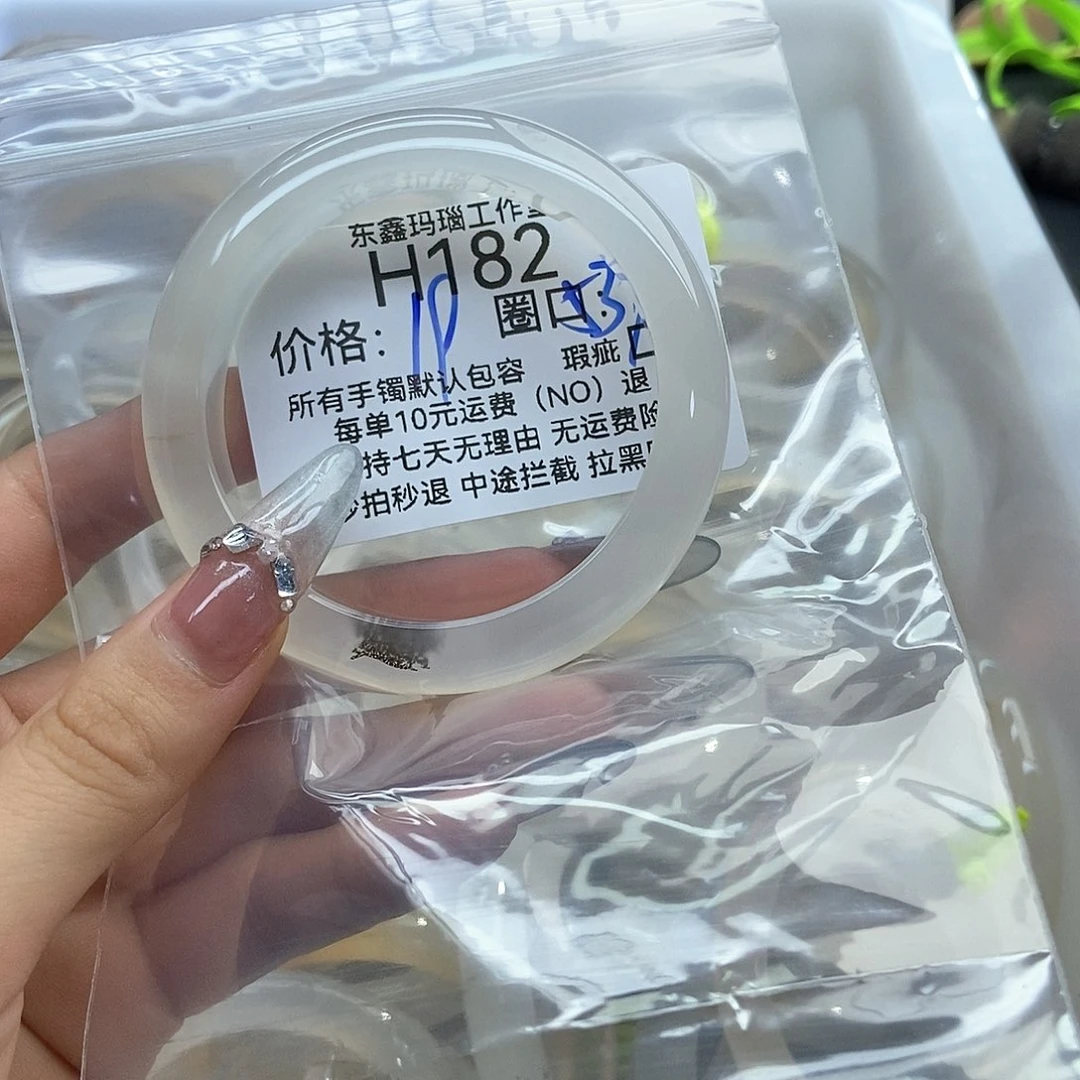 东鑫玛瑙工作室
H182
价格： 圈口：53
所有手镯默认包容 瑕疵
每单10元运费（NO）退
持七天无理由 无运费险
秒拍秒退 中途拦截 拉黑